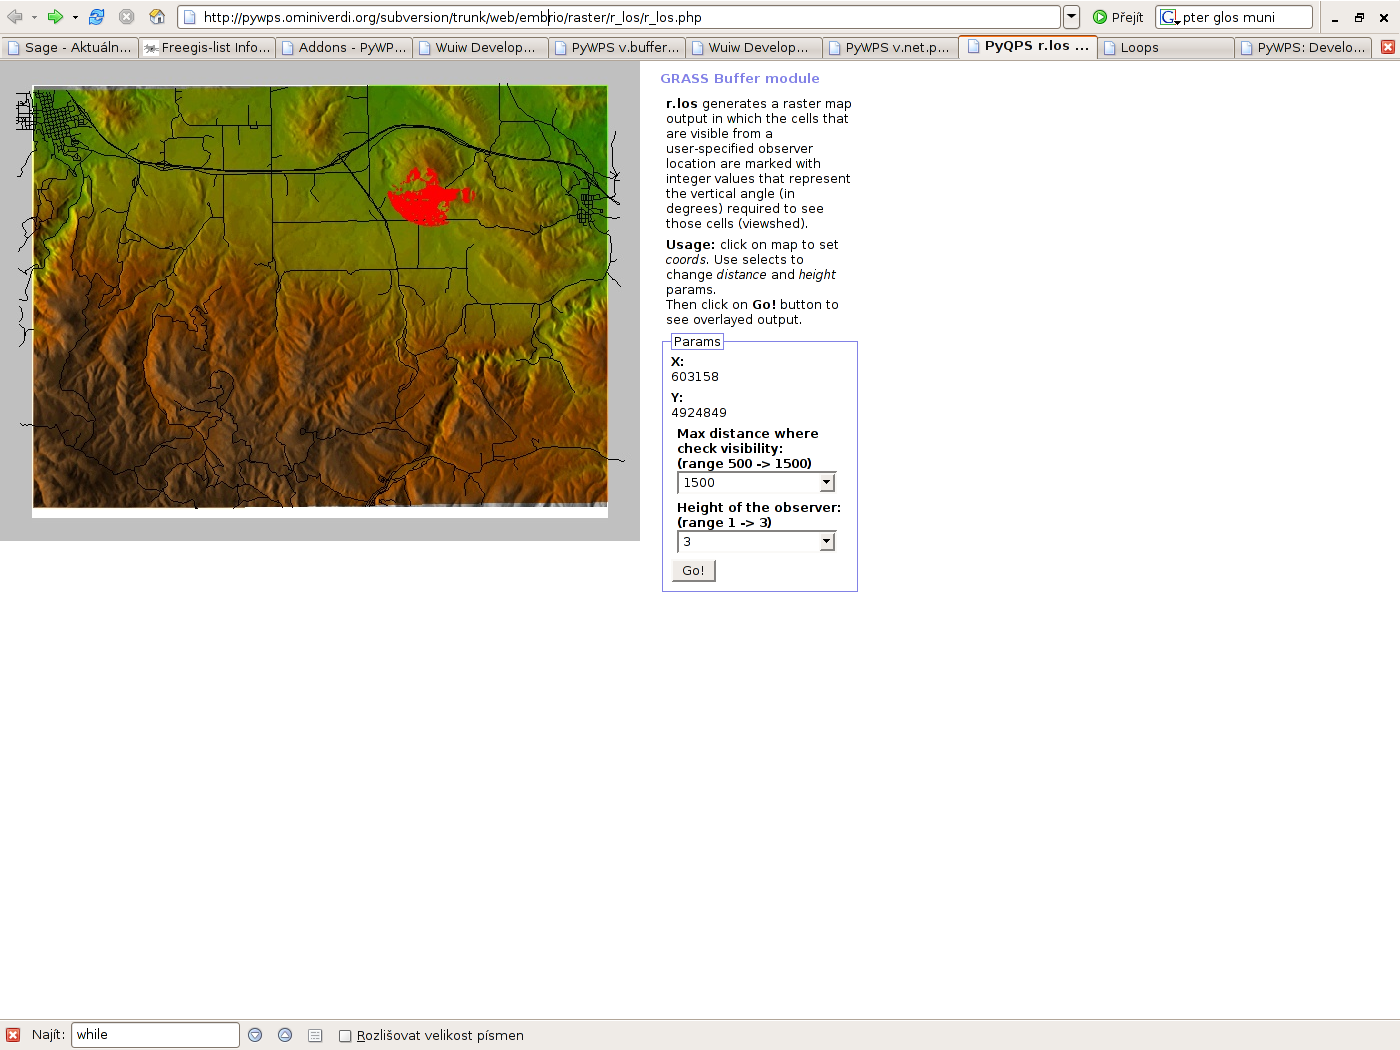 http://pywps.ominiverdi.org/subversion/trunk/web/embrio/raster/r_los/r_los.php
Přejít
pter glos muni
Sage - Aktuáln...
Freegis-list Info...
Addons - PyWP...
Wuiw Develop...
PyWPS v.buffer...
Wuiw Develop...
PyWPS v.net.p...
PyQPS r.los ...
Loops
PyWPS: Develo...
GRASS Buffer module
r.los generates a raster map
output in which the cells that
are visible from a
user-specified observer
location are marked with
integer values that represent
the vertical angle (in
degrees) required to see
those cells (viewshed).
Usage: click on map to set
coords. Use selects to
change distance and height
params.
Then click on Go! button to
see overlayed output.
Params
X:
603158
Y:
4924849
Max distance where
check visibility:
(range 500 -> 1500)
1500
Height of the observer:
(range 1 -> 3)
3
Go!
Najít:
while
Rozlišovat velikost písmen